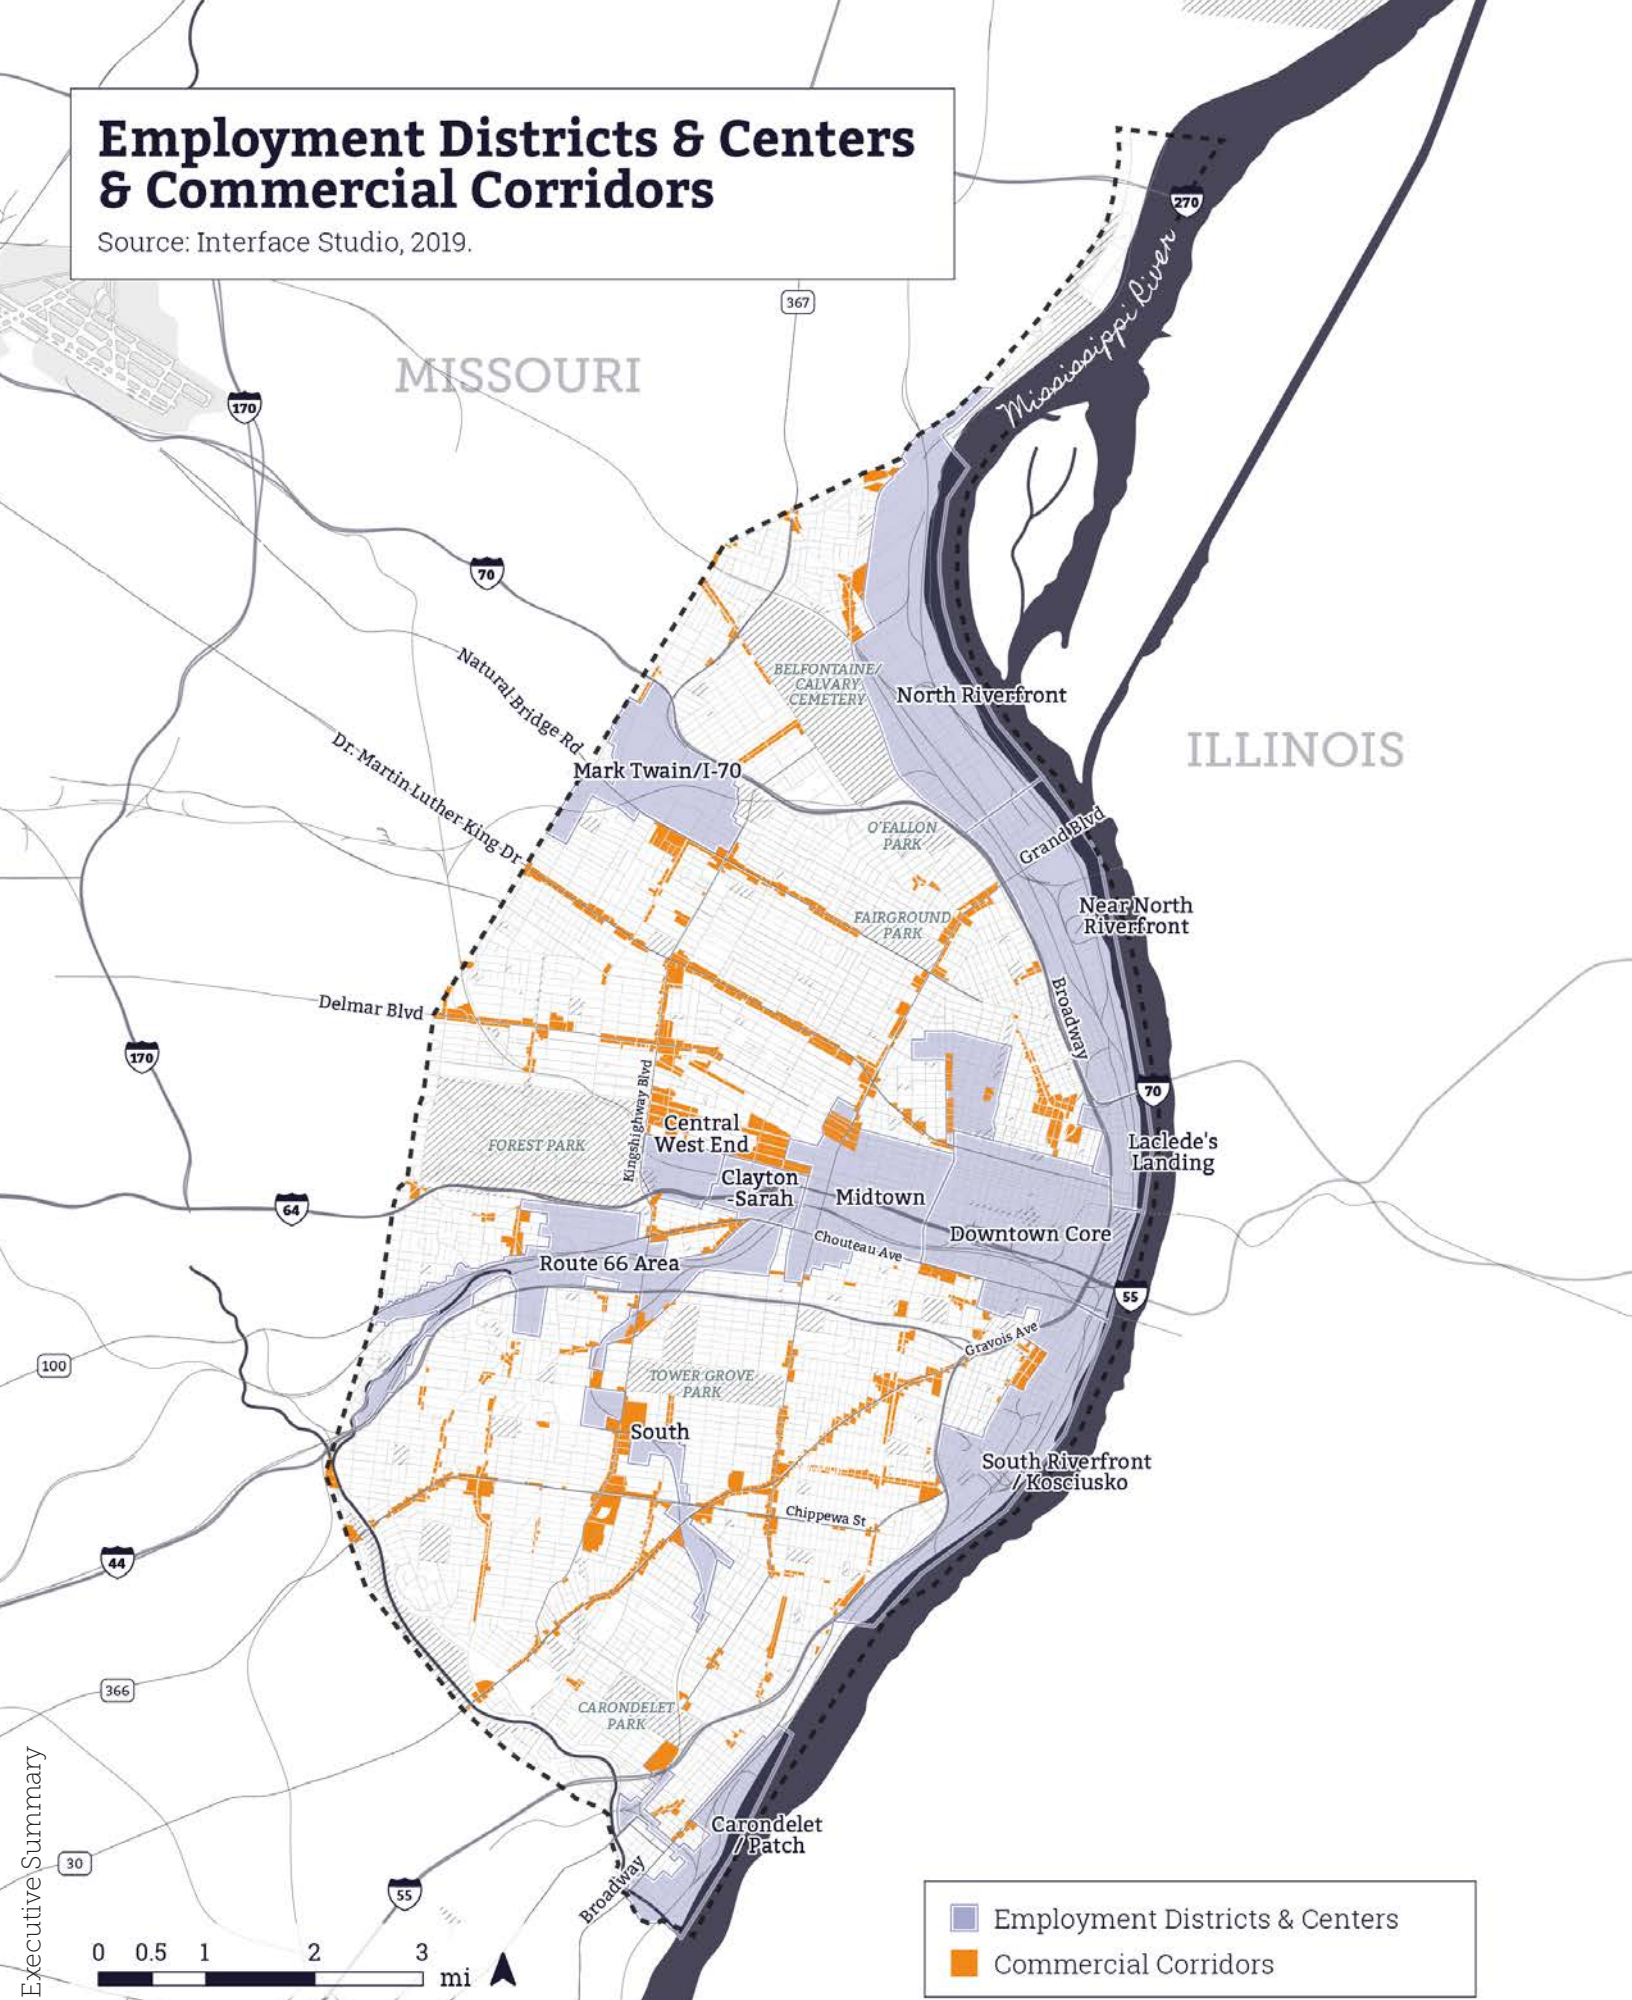 Employment Districts & Centers
& Commercial Corridors
Source: Interface Studio, 2019.
270
Mississippi River
367
MISSOURI
170
70
Natural Bridge Rd
BELFONTAINE/
CALVARY
CEMETERY
North Riverfront
ILLINOIS
Dr. Martin Luther King Dr
Mark Twain/I-70
O'FALLON
PARK
Grand Blvd
FAIRGROUND
PARK
Near North
Riverfront
Delmar Blvd
Broadway
170
Kingshighway Blvd
70
FOREST PARK
Central
West End
Laclede's
Landing
Clayton
-Sarah
Midtown
64
Downtown Core
Chouteau Ave
Route 66 Area
55
Gravois Ave
100
TOWER GROVE
PARK
South
South Riverfront
/ Kosciusko
Chippewa St
44
366
CARONDELET
PARK
Carondelet
/ Patch
30
Broadway
55
Executive Summary
0 0.5 1 2 3
mi
Employment Districts & Centers
Commercial Corridors